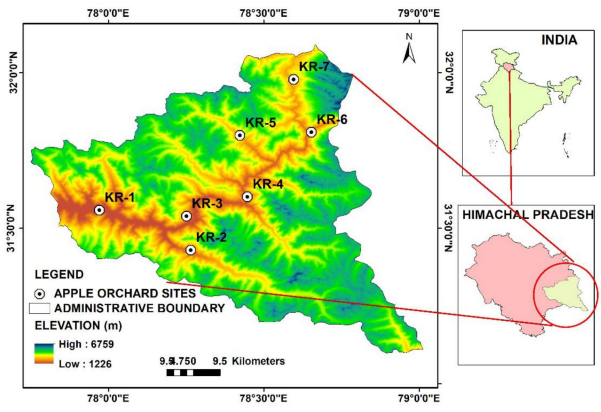 78°0'0"E 78°30'0"E 79°0'0"E
32°0'0"N
31°30'0"N
N
KR-7
KR-6
KR-5
KR-4
KR-1
KR-3
KR-2
LEGEND
APPLE ORCHARD SITES
ADMINISTRATIVE BOUNDARY
ELEVATION (m)
High : 6759
Low : 1226
9.54.750 9.5 Kilometers
78°0'0"E 78°30'0"E 79°0'0"E
INDIA
32°0'0"N
HIMACHAL PRADESH
31°30'0"N